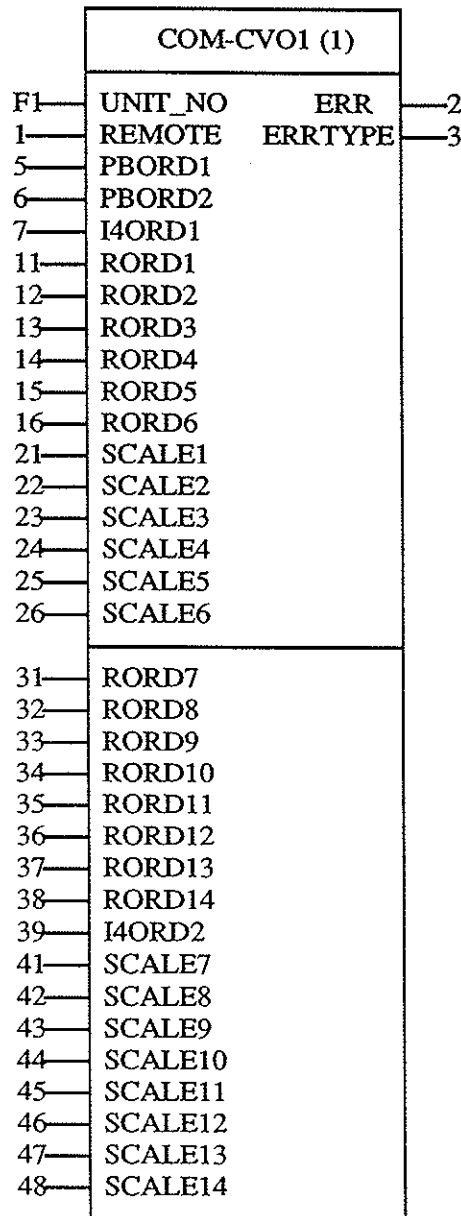 COM-CVO1 (1)
F1 UNIT_NO ERR 2
1 REMOTE ERRTYPE 3
5 PBORD1
6 PBORD2
7 I4ORD1
11 RORD1
12 RORD2
13 RORD3
14 RORD4
15 RORD5
16 RORD6
21 SCALE1
22 SCALE2
23 SCALE3
24 SCALE4
25 SCALE5
26 SCALE6
31 RORD7
32 RORD8
33 RORD9
34 RORD10
35 RORD11
36 RORD12
37 RORD13
38 RORD14
39 I4ORD2
41 SCALE7
42 SCALE8
43 SCALE9
44 SCALE10
45 SCALE11
46 SCALE12
47 SCALE13
48 SCALE14